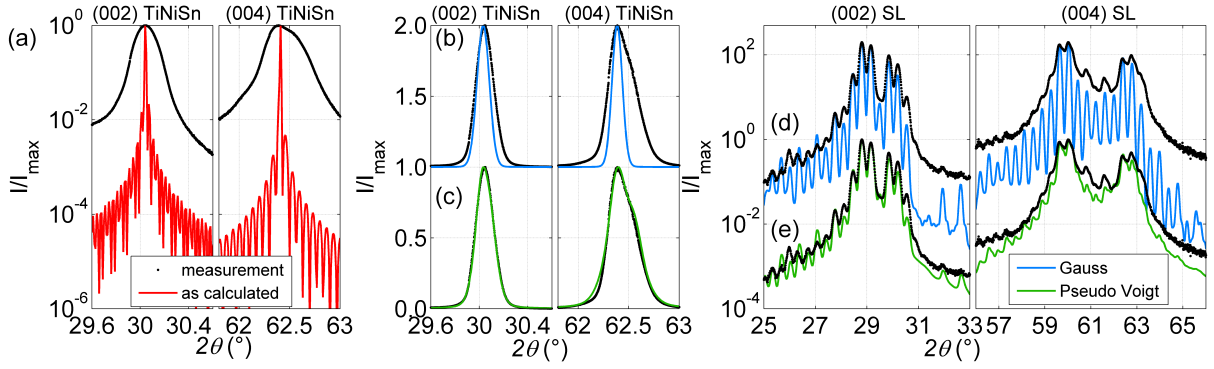 (002) TiNiSn (004) TiNiSn
(a)
I/I_max
10^0
10^-2
10^-4
10^-6
measurement
as calculated
29.6 30 30.4 62 62.5 63
2θ (°)
(002) TiNiSn (004) TiNiSn
(b)
(c)
I/I_max
2.0
1.5
1.0
0.5
0.0
29.6 30 30.4 62 62.5 63
2θ (°)
(002) SL (004) SL
(d)
(e)
I/I_max
10^2
10^0
10^-2
10^-4
Gauss
Pseudo Voigt
25 27 29 31 33 57 59 61 63 65
2θ (°)